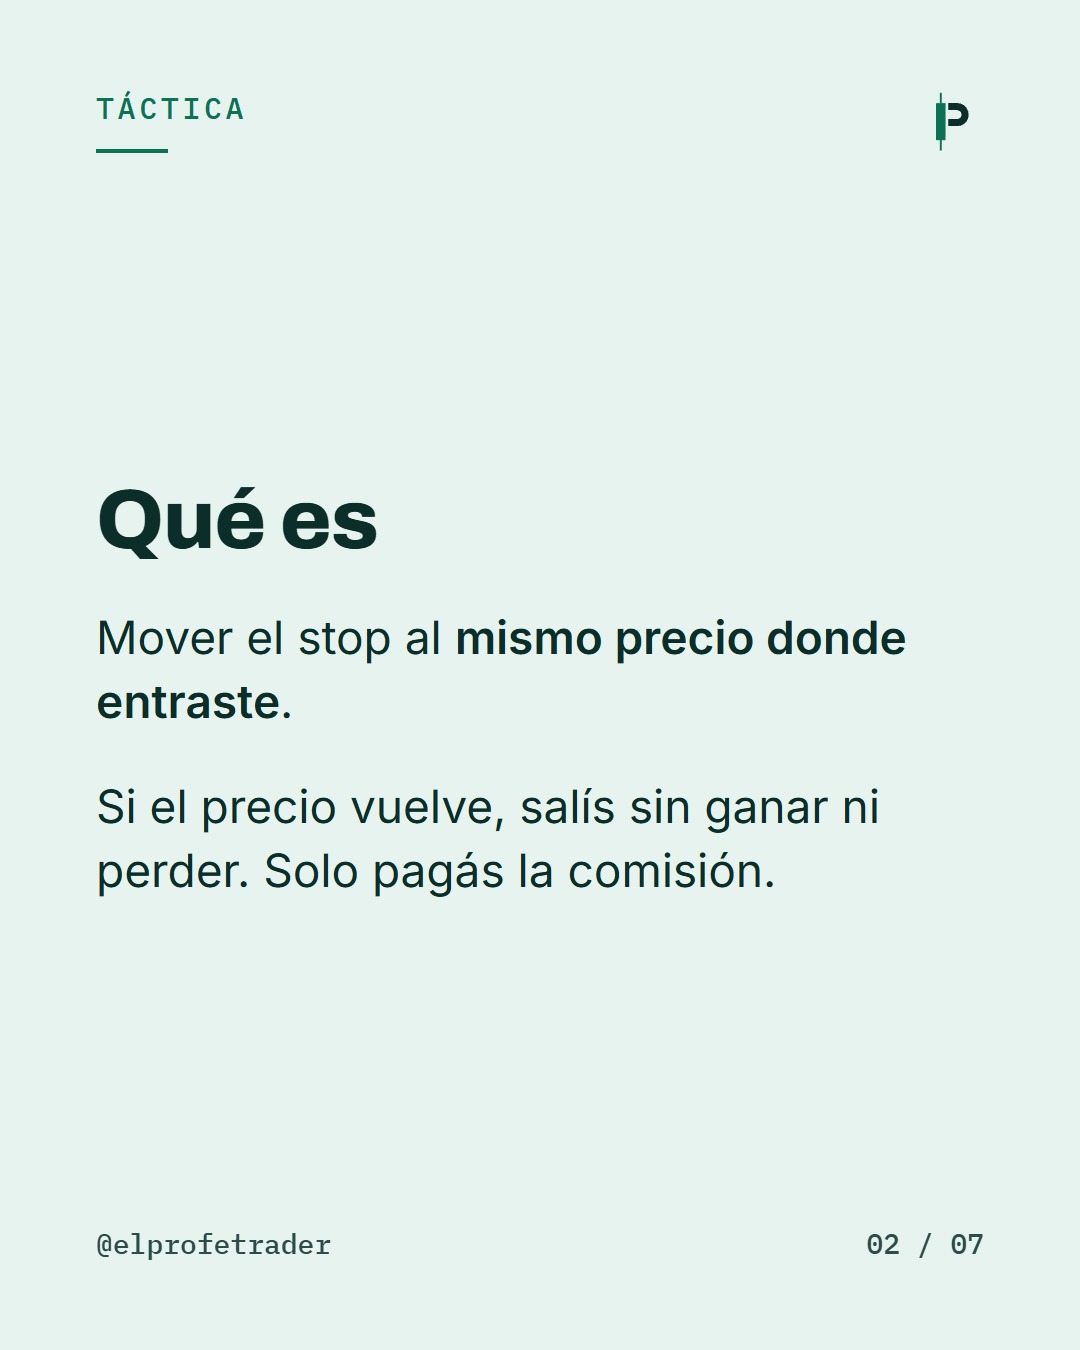 TÁCTICA
Qué es
Mover el stop al mismo precio donde
entraste.
Si el precio vuelve, salís sin ganar ni
perder. Solo pagás la comisión.
@elprofetrader
02 / 07